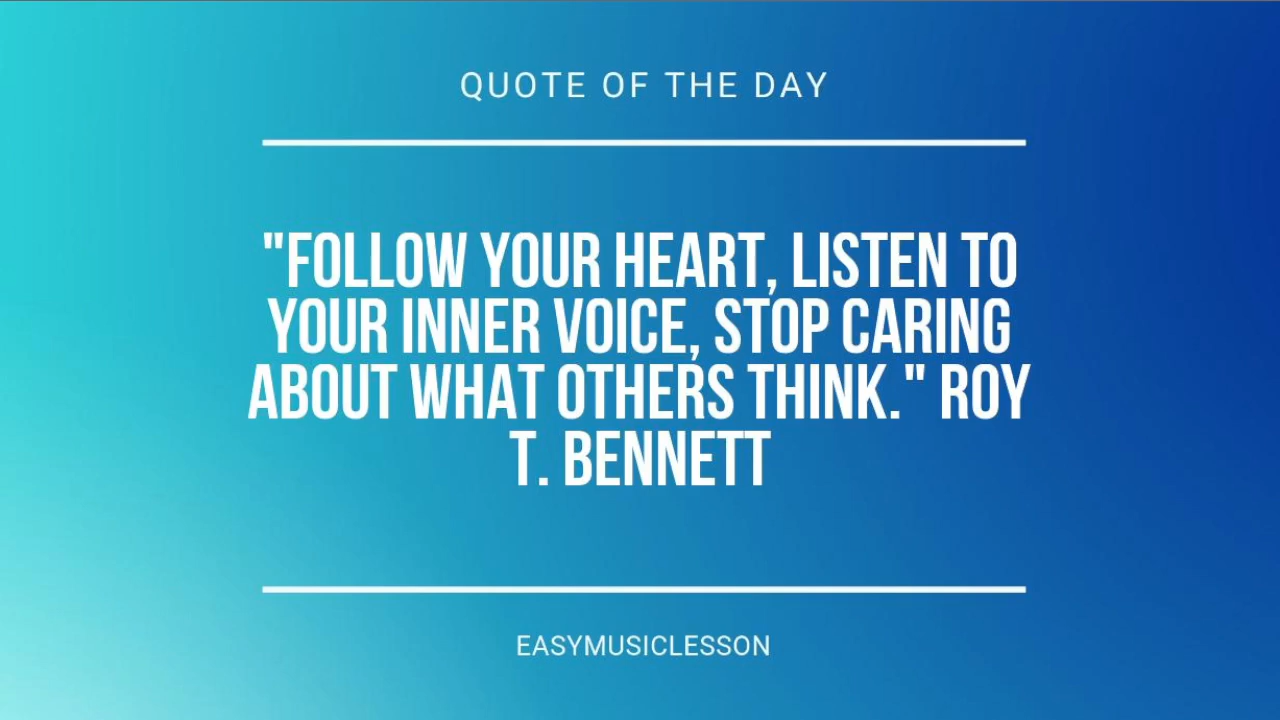 QUOTE OF THE DAY
"FOLLOW YOUR HEART, LISTEN TO
YOUR INNER VOICE, STOP CARING
ABOUT WHAT OTHERS THINK." ROY
T. BENNETT
EASYMUSICLESSON